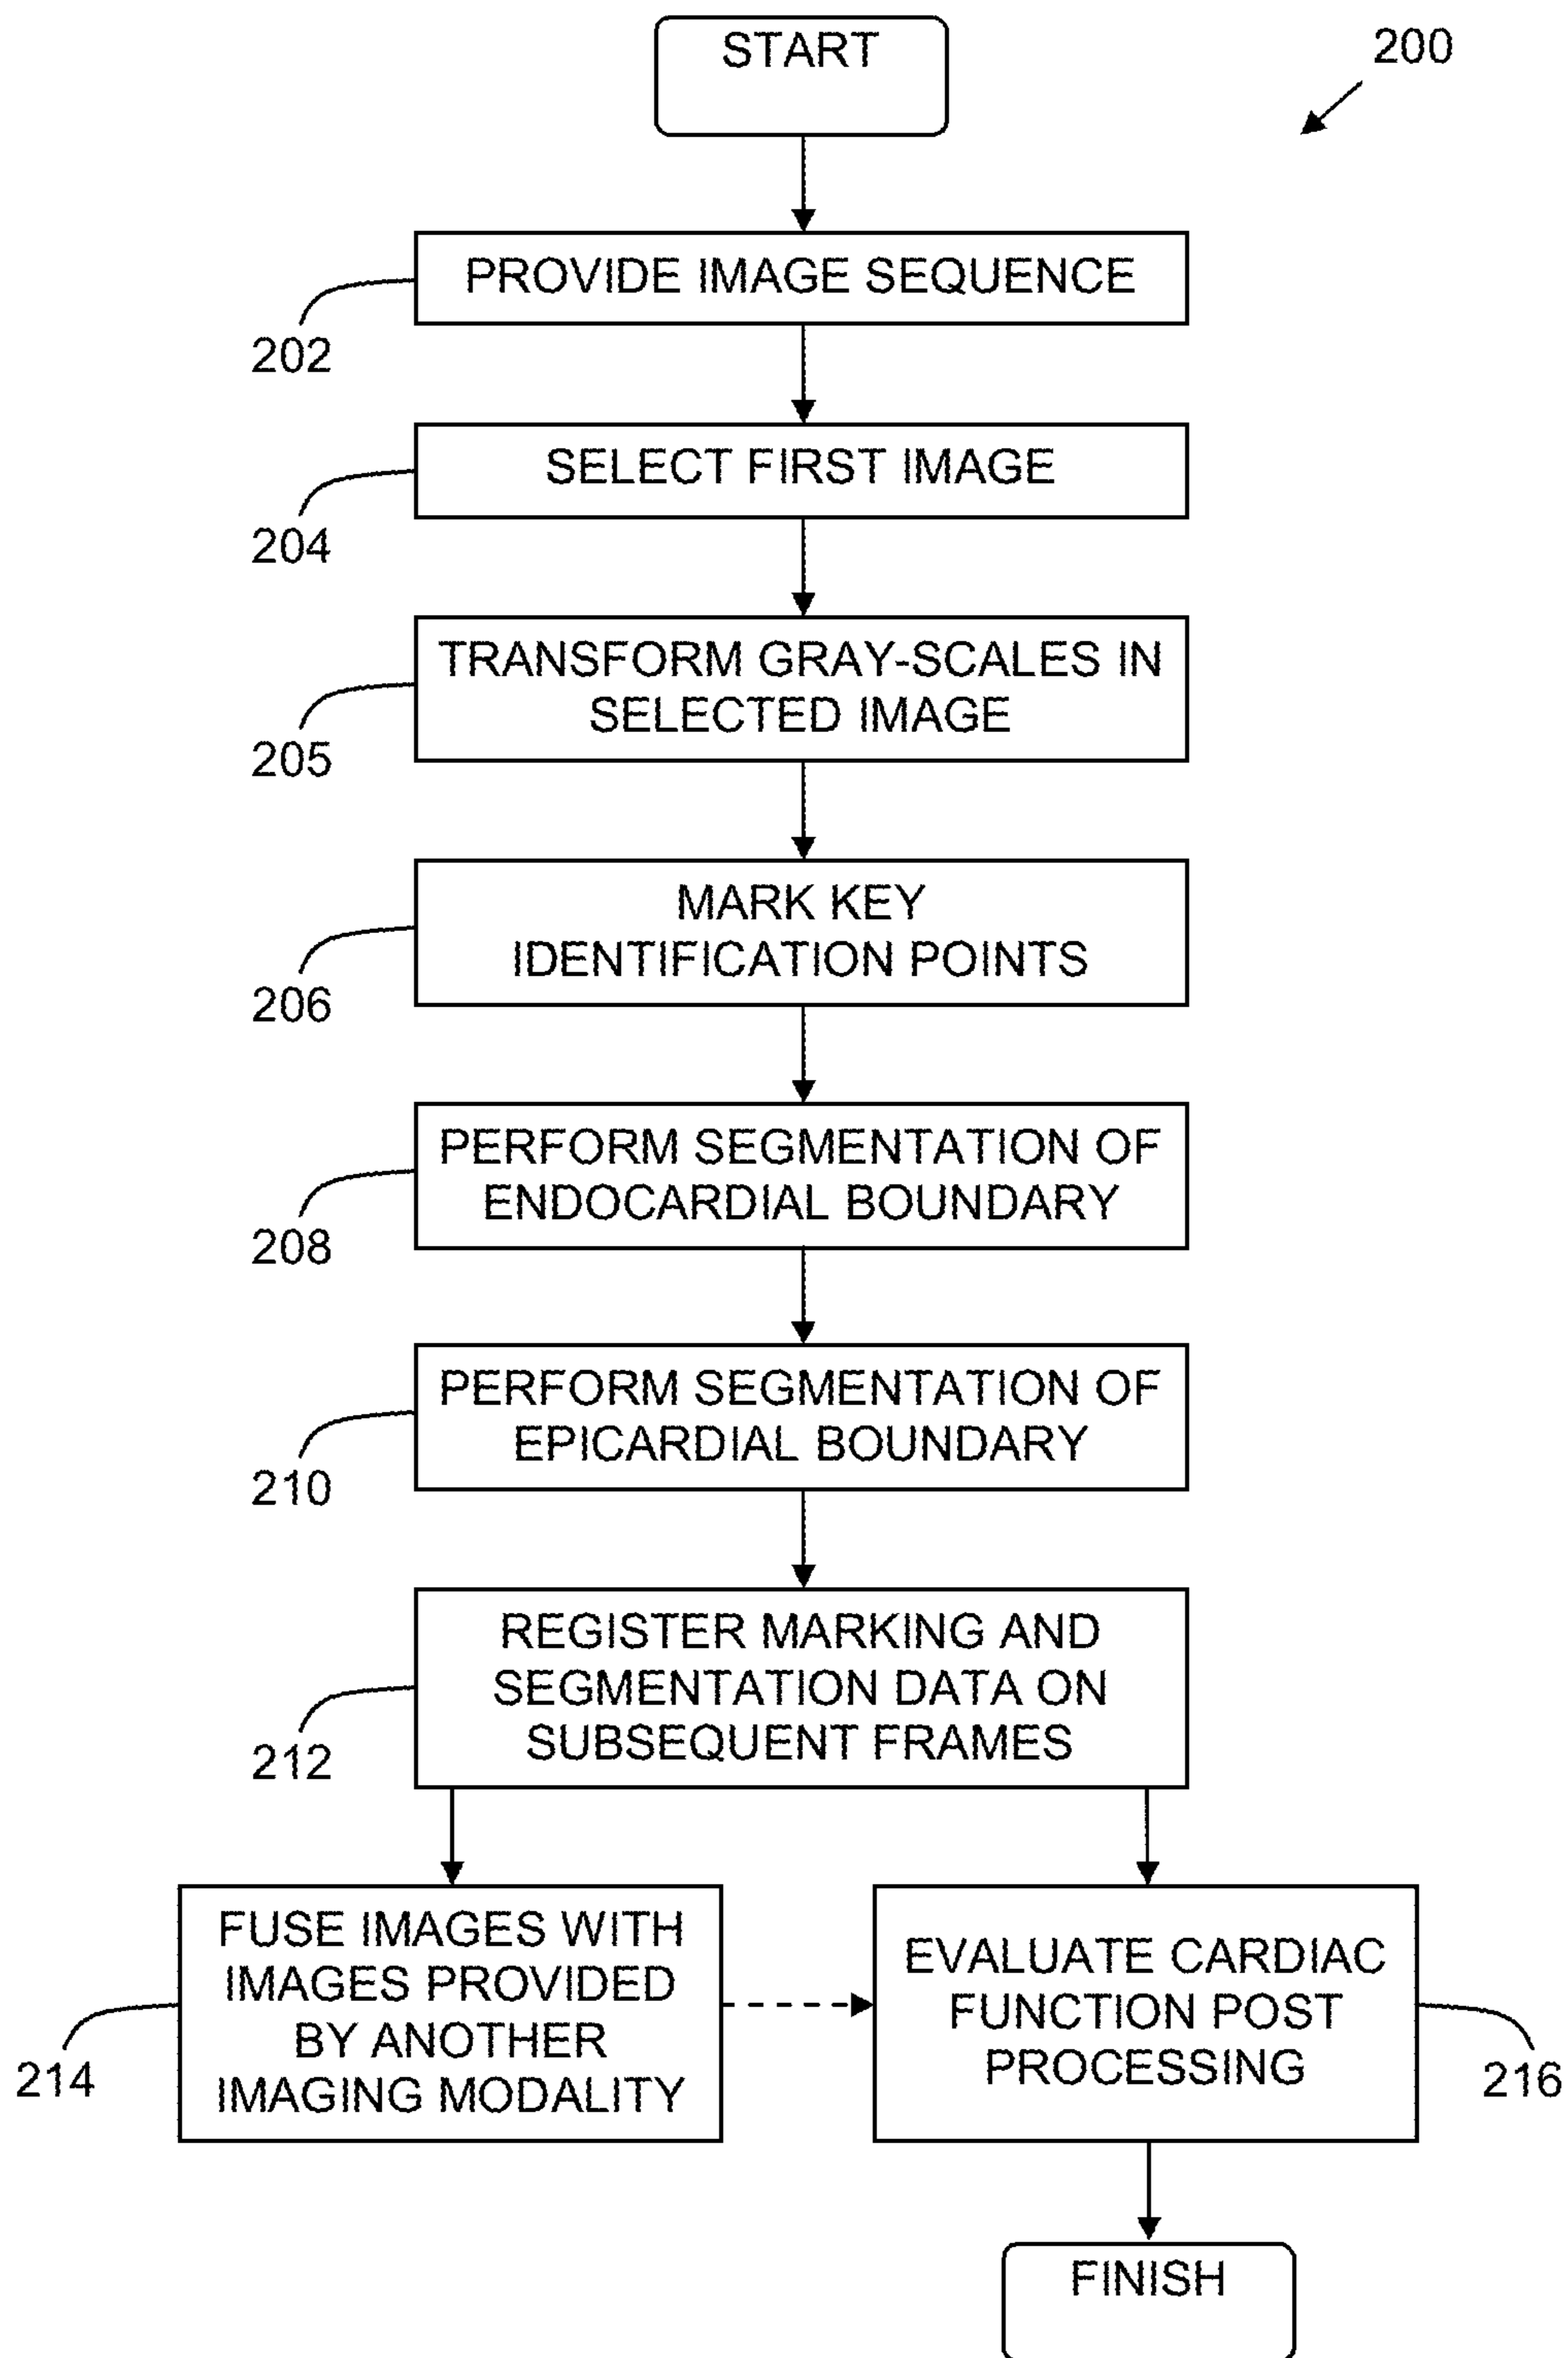 START
200
PROVIDE IMAGE SEQUENCE
202
SELECT FIRST IMAGE
204
TRANSFORM GRAY-SCALES IN
SELECTED IMAGE
205
MARK KEY
IDENTIFICATION POINTS
206
PERFORM SEGMENTATION OF
ENDOCARDIAL BOUNDARY
208
PERFORM SEGMENTATION OF
EPICARDIAL BOUNDARY
210
REGISTER MARKING AND
SEGMENTATION DATA ON
SUBSEQUENT FRAMES
212
FUSE IMAGES WITH
IMAGES PROVIDED
BY ANOTHER
IMAGING MODALITY
214
EVALUATE CARDIAC
FUNCTION POST
PROCESSING
216
FINISH